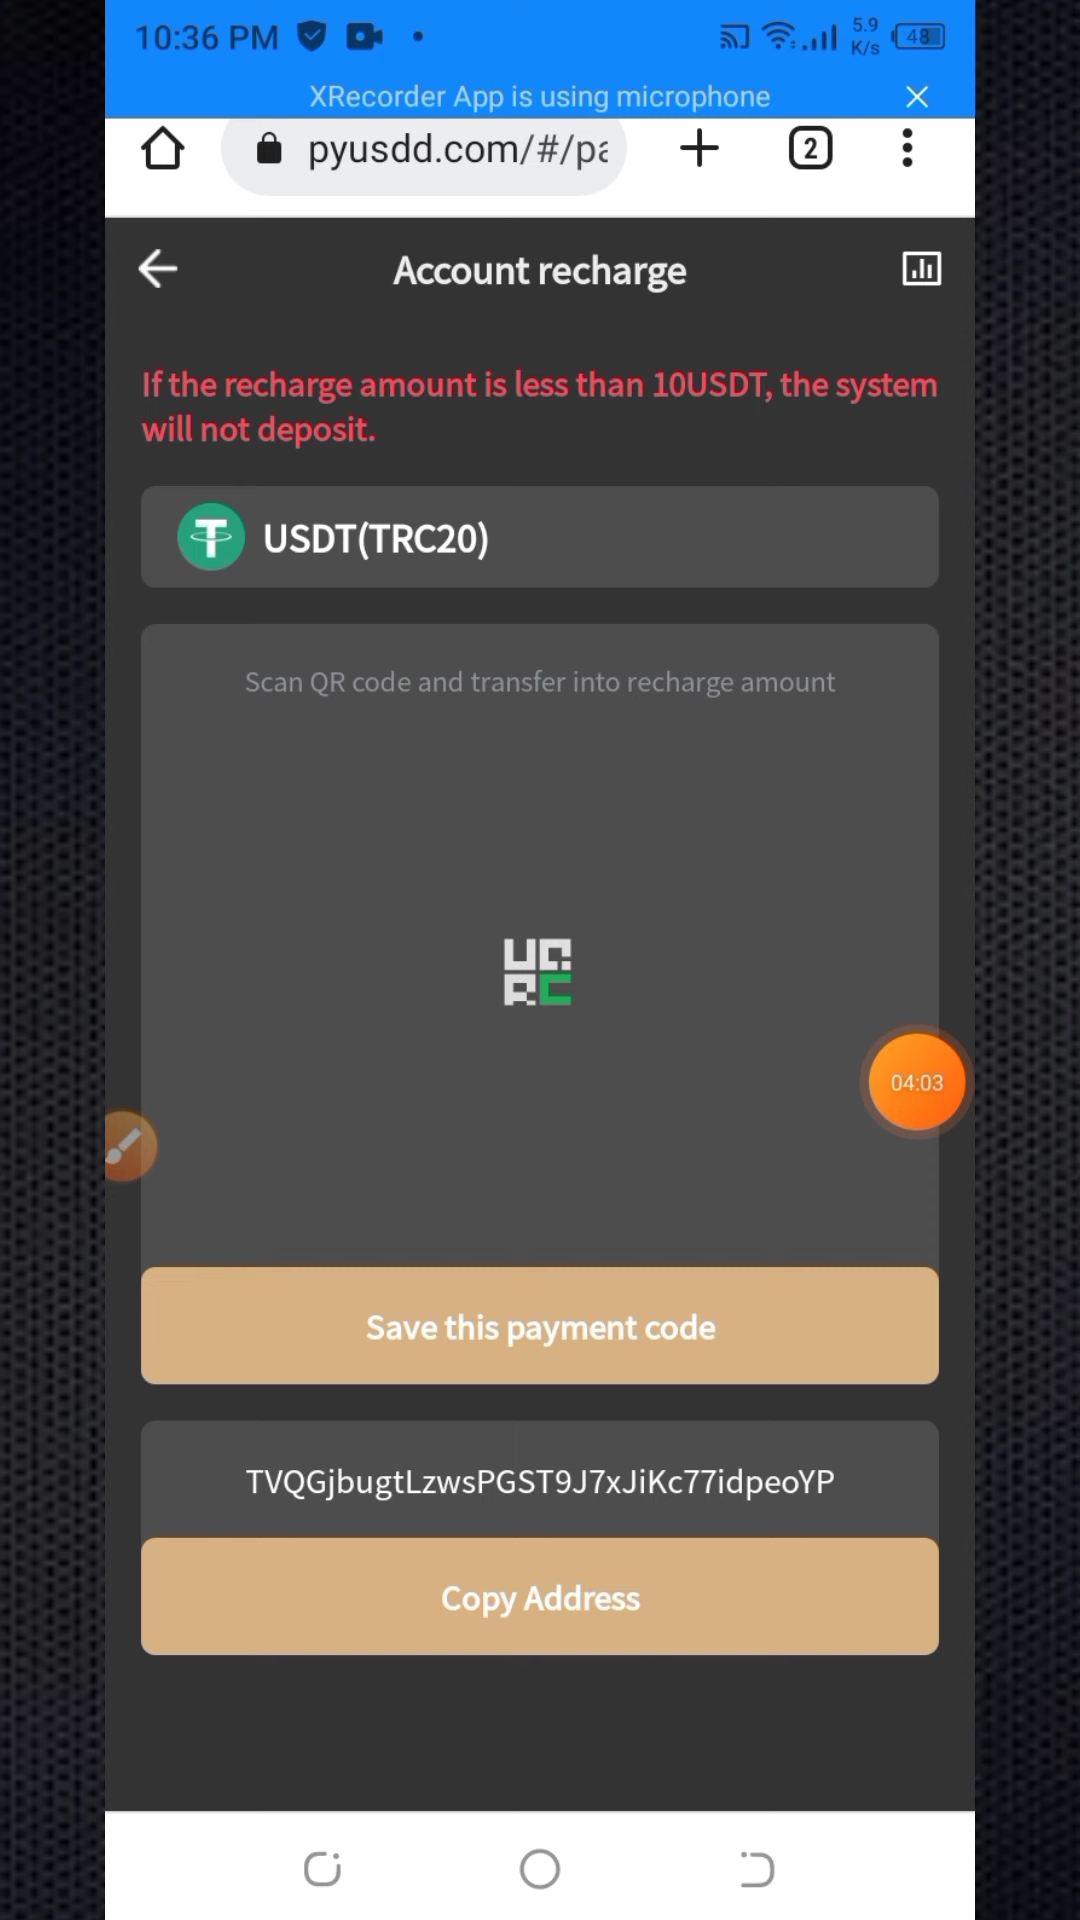 10:36 PM
5.9
K/s
48
XRecorder App is using microphone
pyusdd.com/#/pa
2
Account recharge
If the recharge amount is less than 10USDT, the system
will not deposit.
USDT(TRC20)
Scan QR code and transfer into recharge amount
04:03
Save this payment code
TVQGjbugtLzwsPGST9J7xJiKc77idpeoYP
Copy Address